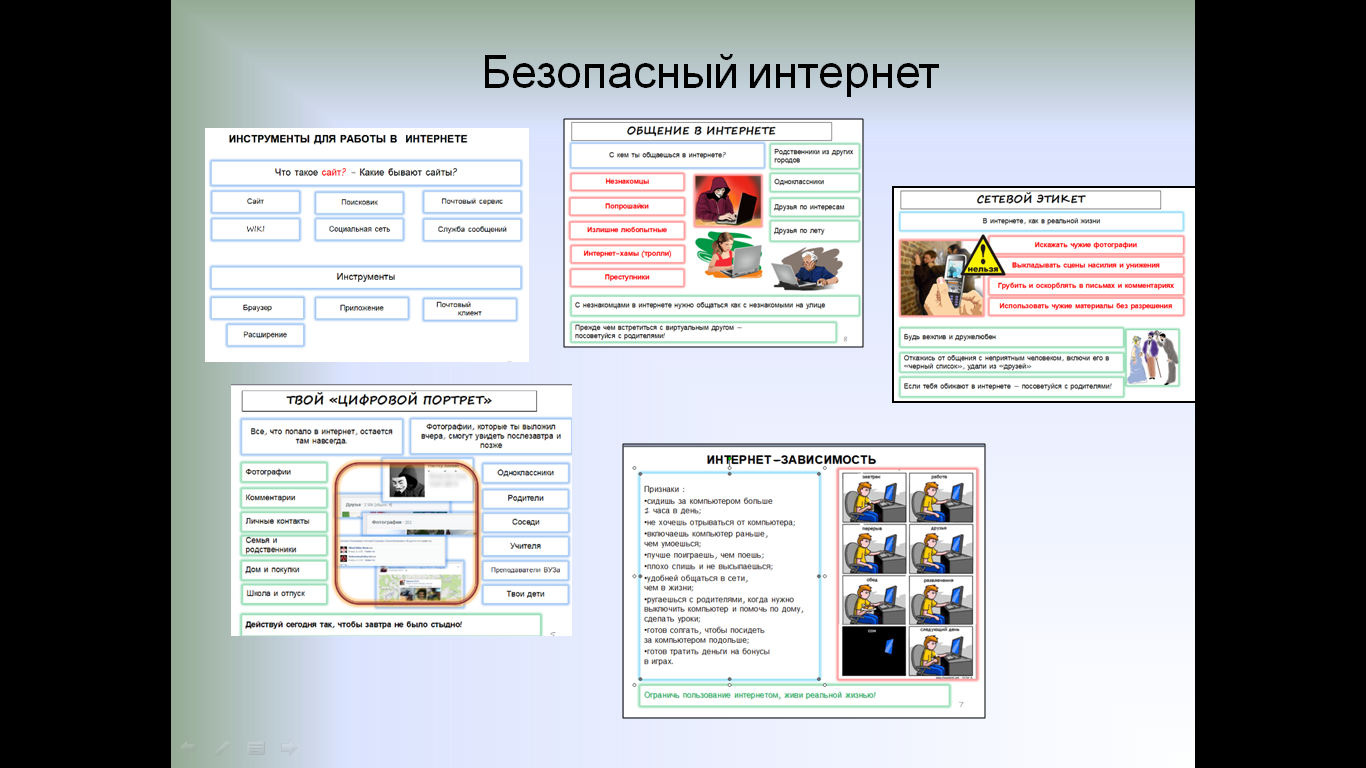 Безопасный интернет
ИНСТРУМЕНТЫ ДЛЯ РАБОТЫ В ИНТЕРНЕТЕ
Что такое сайт? - Какие бывают сайты?
Сайт
Поисковик
Почтовый сервис
WIKI
Социальная сеть
Служба сообщений
Инструменты
Браузер
Приложение
Почтовый
клиент
Расширение
ОБЩЕНИЕ В ИНТЕРНЕТЕ
С кем ты общаешься в интернете?
Незнакомцы
Попрошайки
Излишне любопытные
Интернет-хамы (тролли)
Преступники
Родственники из других
городов
Одноклассники
Друзья по интересам
Друзья по лету
С незнакомцами в интернете нужно общаться как с незнакомыми на улице
Прежде чем встретиться с виртуальным другом –
посоветуйся с родителями!
8
СЕТЕВОЙ ЭТИКЕТ
В интернете, как в реальной жизни
нельзя
Искажать чужие фотографии
Выкладывать сцены насилия и унижения
Грубить и оскорблять в письмах и комментариях
Использовать чужие материалы без разрешения
Будь вежлив и дружелюбен
Откажись от общения с неприятным человеком, включи его в
«черный список», удали из «друзей»
Если тебя обижают в интернете – посоветуйся с родителями!
ТВОЙ «ЦИФРОВОЙ ПОРТРЕТ»
Все, что попало в интернет, остается
там навсегда.
Фотографии, которые ты выложил
вчера, смогут увидеть послезавтра и
позже
Фотографии
Комментарии
Личные контакты
Семья и
родственники
Дом и покупки
Школа и отпуск
Друзья
Фотографии
Одноклассники
Родители
Соседи
Учителя
Преподаватели ВУЗа
Твои дети
Действуй сегодня так, чтобы завтра не было стыдно!
5
ИНТЕРНЕТ-ЗАВИСИМОСТЬ
Признаки :
•сидишь за компьютером больше
1 часа в день;
•не хочешь отрываться от компьютера;
•включаешь компьютер раньше,
чем умоешься;
•лучше поиграешь, чем поешь;
•плохо спишь и не высыпаешься;
•удобней общаться в сети,
чем в жизни;
•ругаешься с родителями, когда нужно
выключить компьютер и помочь по дому,
сделать уроки;
•готов солгать, чтобы посидеть
за компьютером подольше;
•готов тратить деньги на бонусы
в играх.
завтрак
работа
перерыв
друзья
обед
развлечения
сон
следующий день
Ограничь пользование интернетом, живи реальной жизнью!
7